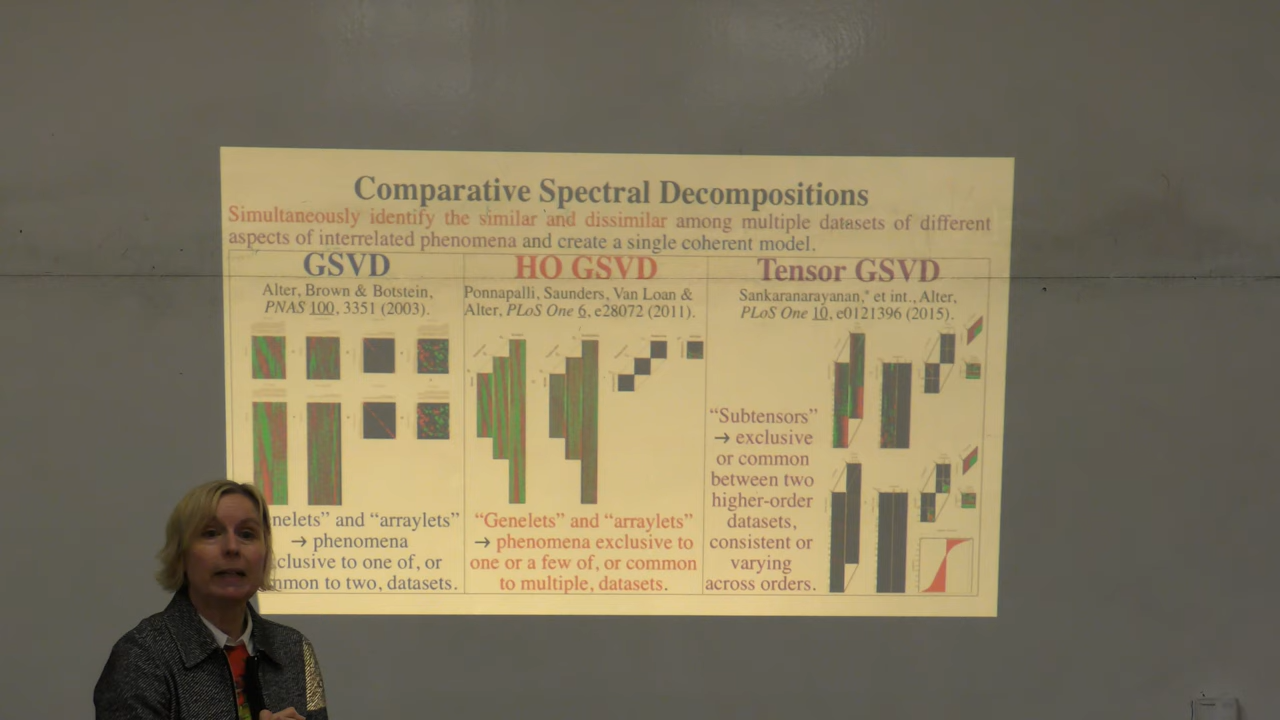 Comparative Spectral Decompositions
Simultaneously identify the similar and dissimilar among multiple datasets of different
aspects of interrelated phenomena and create a single coherent model.
GSVD
Alter, Brown & Botstein,
PNAS 100, 3351 (2003).
nelets” and “arraylets”
→ phenomena
clusive to one of, or
mmon to two, datasets.
HO GSVD
Ponnapalli, Saunders, Van Loan &
Alter, PLoS One 6, e28072 (2011).
“Genelets” and “arraylets”
→ phenomena exclusive to
one or a few of, or common
to multiple, datasets.
Tensor GSVD
Sankaranarayanan,* et int., Alter,
PLoS One 10, e0121396 (2015).
“Subtensors”
→ exclusive
or common
between two
higher-order
datasets,
consistent or
varying
across orders.